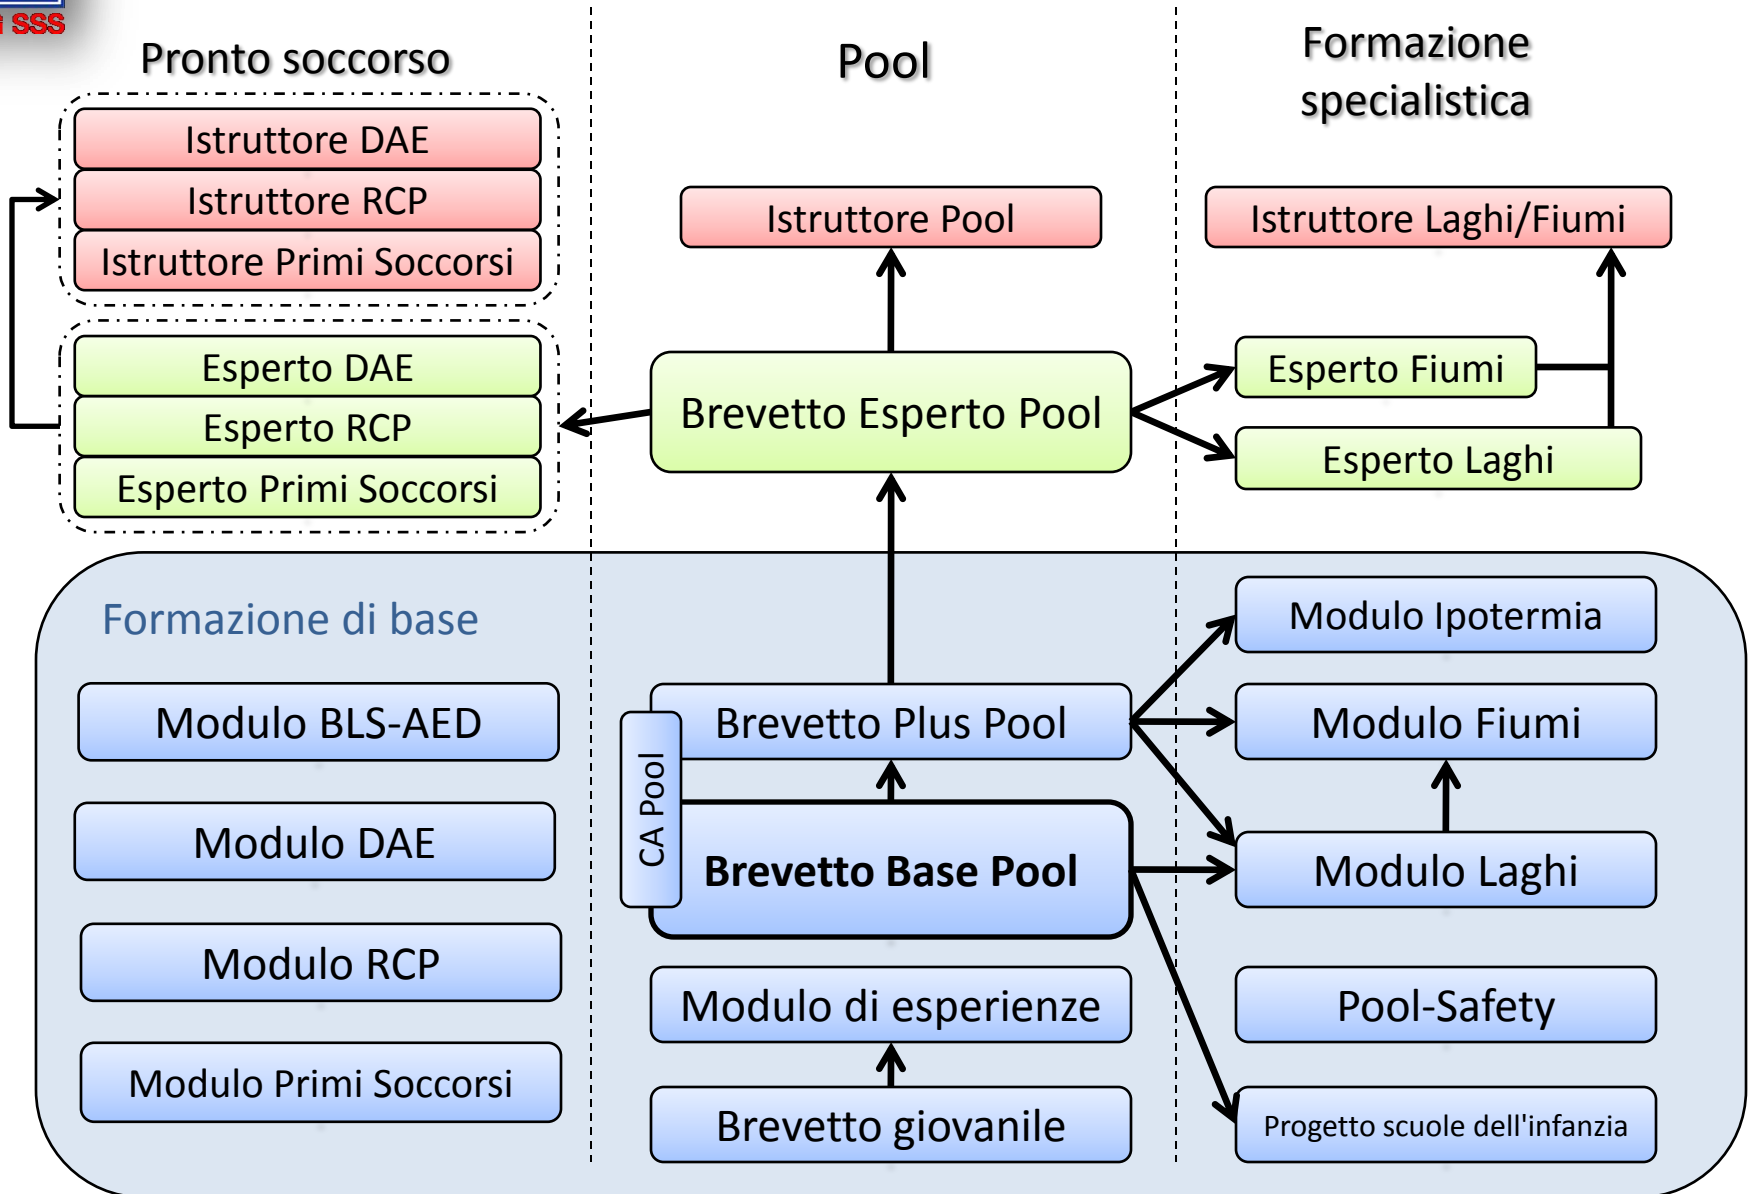 SSS
Pronto soccorso
Istruttore DAE
Istruttore RCP
Istruttore Primi Soccorsi
Esperto DAE
Esperto RCP
Esperto Primi Soccorsi
Pool
Istruttore Pool
Brevetto Esperto Pool
Formazione
specialistica
Istruttore Laghi/Fiumi
Esperto Fiumi
Esperto Laghi
Formazione di base
Modulo BLS-AED
Modulo DAE
Modulo RCP
Modulo Primi Soccorsi
Brevetto Plus Pool
CA Pool
Brevetto Base Pool
Modulo di esperienze
Brevetto giovanile
Modulo Ipotermia
Modulo Fiumi
Modulo Laghi
Pool-Safety
Progetto scuole dell'infanzia